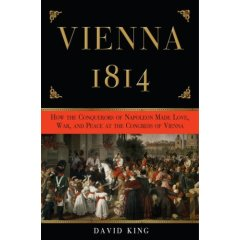 VIENNA
1814
HOW THE CONQUERORS OF NAPOLEON MADE LOVE,
WAR, AND PEACE AT THE CONGRESS OF VIENNA
DAVID KING